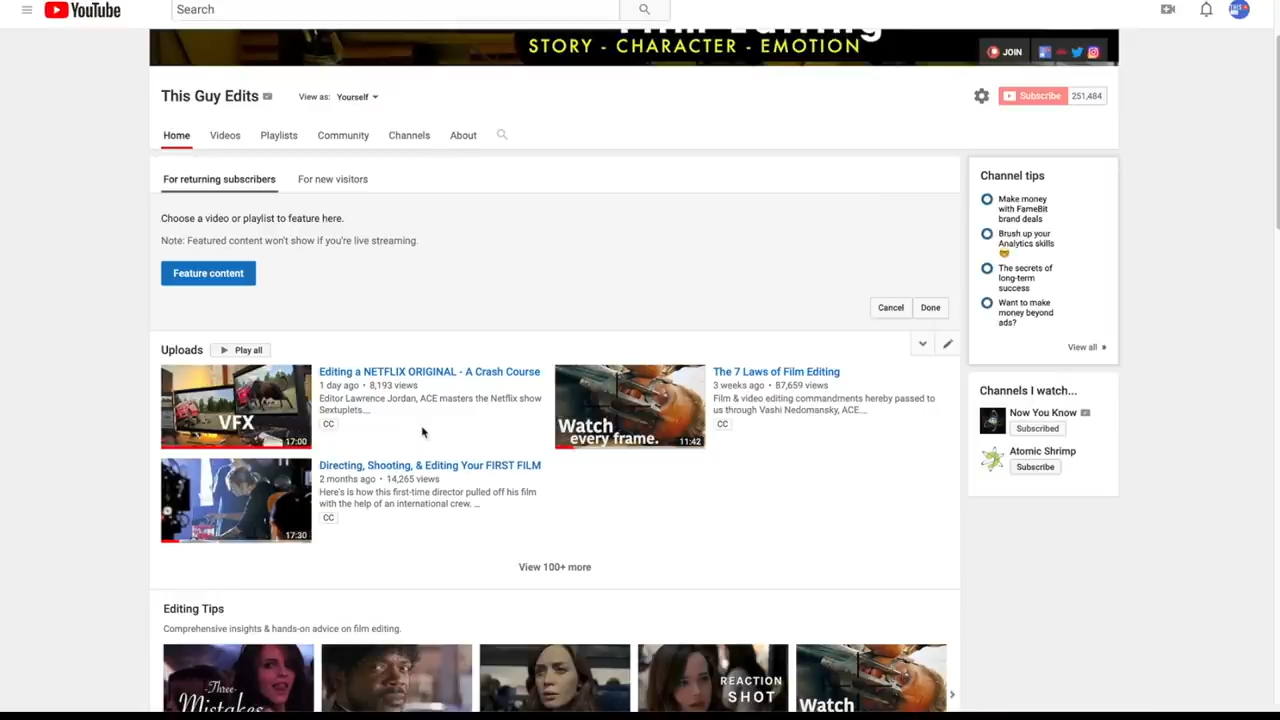 YouTube
Search
STORY - CHARACTER - EMOTION
JOIN
This Guy Edits
View as: Yourself
Subscribe 251,484
Home Videos Playlists Community Channels About
For returning subscribers For new visitors
Choose a video or playlist to feature here.
Note: Featured content won't show if you're live streaming.
Feature content
Cancel Done
Uploads Play all
VFX
17:00
Editing a NETFLIX ORIGINAL - A Crash Course
1 day ago • 8,193 views
Editor Lawrence Jordan, ACE masters the Netflix show
Sextuplets....
CC
Watch
every frame.
11:42
The 7 Laws of Film Editing
3 weeks ago • 87,659 views
Film & video editing commandments hereby passed to
us through Vashi Nedomansky, ACE....
CC
17:30
Directing, Shooting, & Editing Your FIRST FILM
2 months ago • 14,265 views
Here's is how this first-time director pulled off his film
with the help of an international crew. ...
CC
View 100+ more
Editing Tips
Comprehensive insights & hands-on advice on film editing.
Three
Mistakes
REACTION
SHOT
Watch
Channel tips
Make money
with FameBit
brand deals
Brush up your
Analytics skills
The secrets of
long-term
success
Want to make
money beyond
ads?
View all »
Channels I watch...
Now You Know
Subscribed
Atomic Shrimp
Subscribe